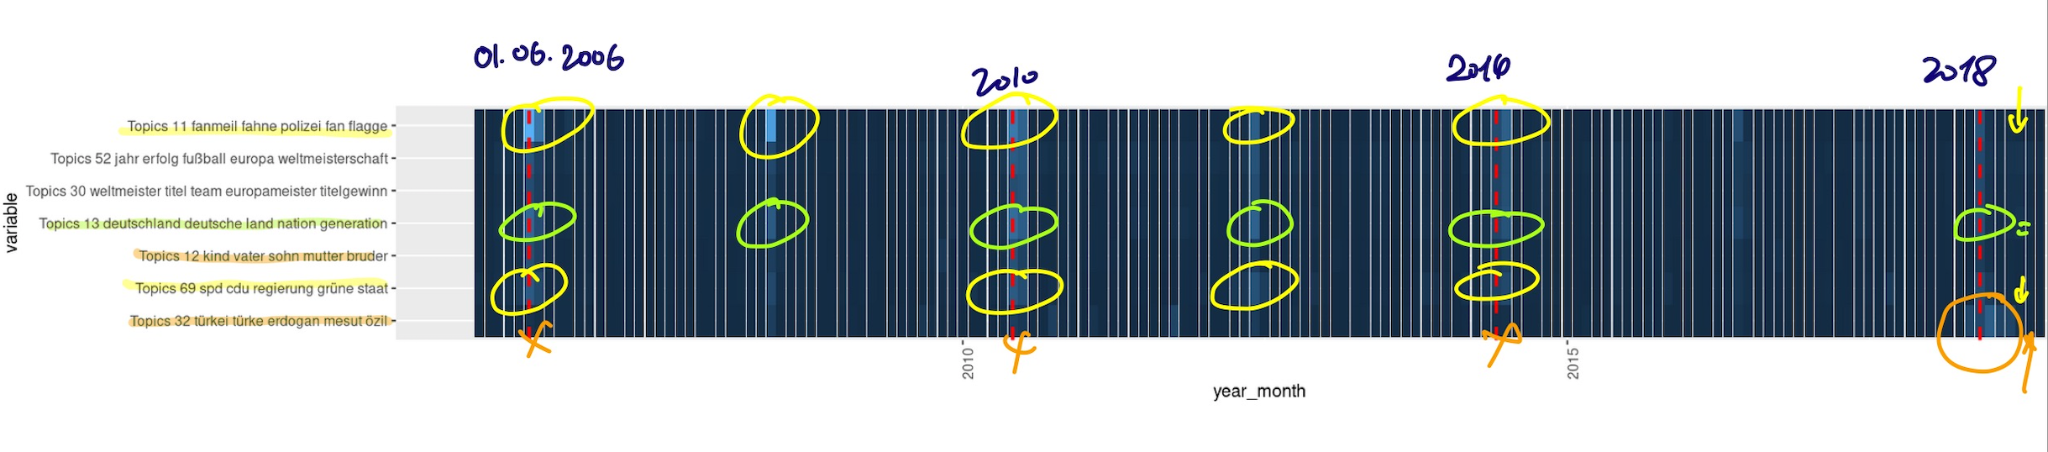 01.06.2006
2010
2014
2018
Topics 11 fanmeil fahne polizei fan flagge
Topics 52 jahr erfolg fußball europa weltmeisterschaft
Topics 30 weltmeister titel team europameister titelgewinn
Topics 13 deutschland deutsche land nation generation
Topics 12 kind vater sohn mutter bruder
Topics 69 spd cdu regierung grüne staat
Topics 32 türkei türke erdogan mesut özil
variable
2010
2015
year_month